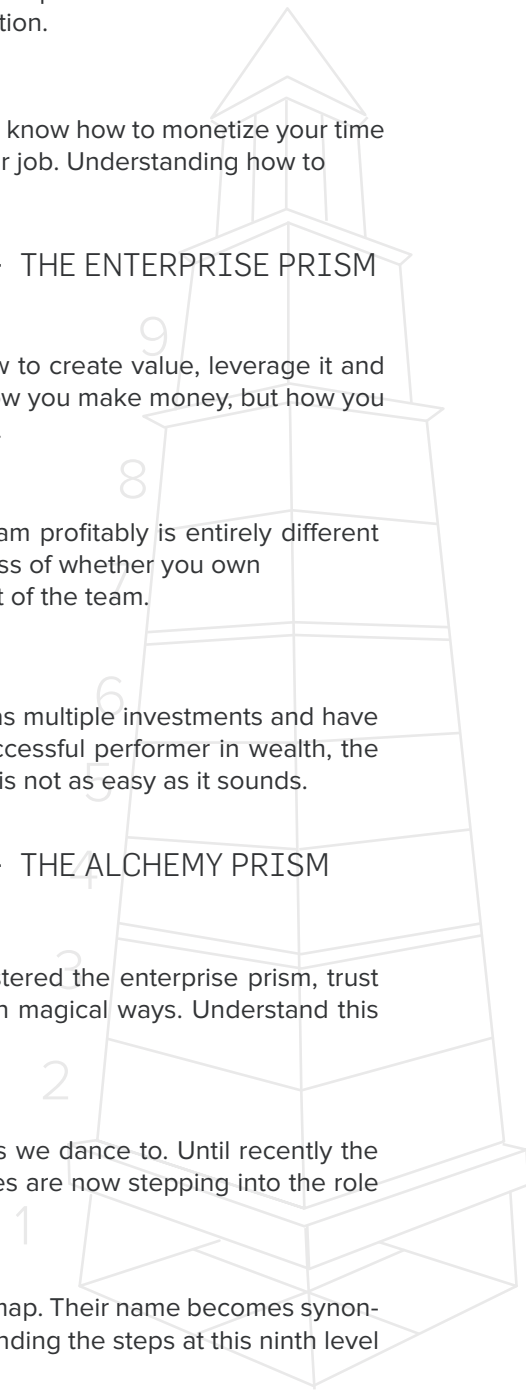 tion.
know how to monetize your time
r job. Understanding how to
THE ENTERPRISE PRISM
9
w to create value, leverage it and
ow you make money, but how you
8
am profitably is entirely different
ss of whether you own
t of the team.
6
ns multiple investments and have
ccessful performer in wealth, the
5
is not as easy as it sounds.
THE ALCHEMY PRISM
4
3
stered the enterprise prism, trust
n magical ways. Understand this
2
s we dance to. Until recently the
es are now stepping into the role
1
map. Their name becomes synon-
nding the steps at this ninth level